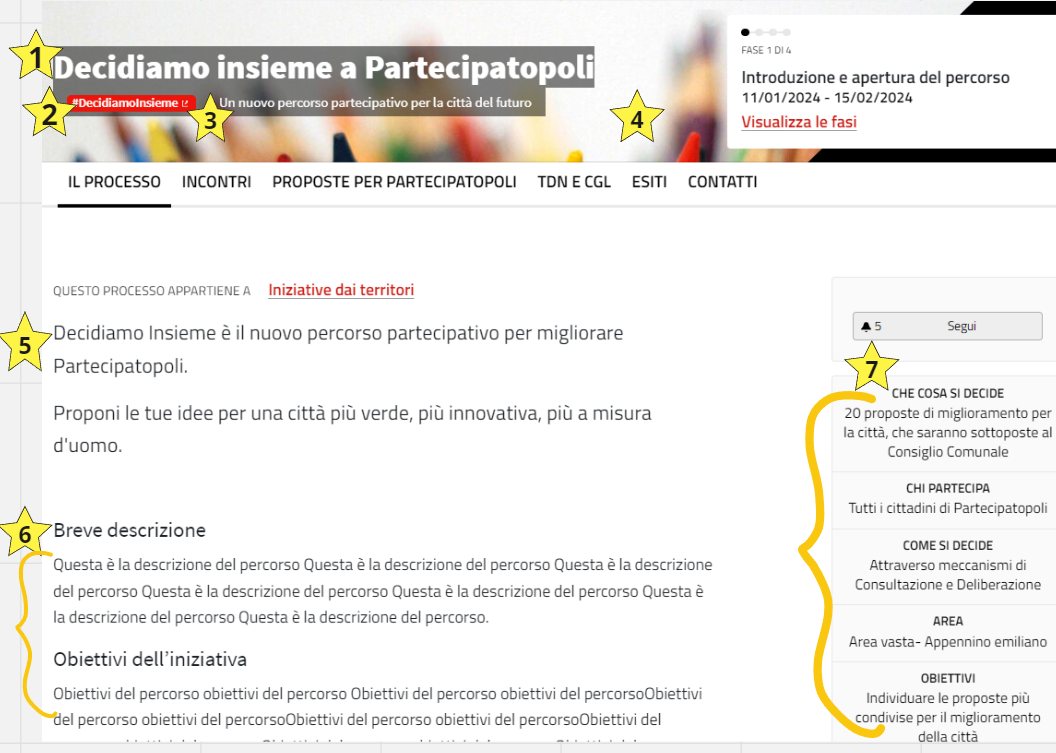 1
Decidiamo insieme a Partecipatopoli
2
#DecidiamoInsieme
3
Un nuovo percorso partecipativo per la città del futuro
4
FASE 1 DI 4
Introduzione e apertura del percorso
11/01/2024 - 15/02/2024
Visualizza le fasi
IL PROCESSO INCONTRI PROPOSTE PER PARTECIPATOPOLI TDN E CGL ESITI CONTATTI
QUESTO PROCESSO APPARTIENE A Iniziative dai territori
5
Decidiamo Insieme è il nuovo percorso partecipativo per migliorare
Partecipatopoli.
Proponi le tue idee per una città più verde, più innovativa, più a misura
d'uomo.
6
Breve descrizione
Questa è la descrizione del percorso Questa è la descrizione del percorso Questa è la descrizione
del percorso Questa è la descrizione del percorso Questa è la descrizione del percorso Questa è
la descrizione del percorso Questa è la descrizione del percorso.
Obiettivi dell’iniziativa
Obiettivi del percorso obiettivi del percorso Obiettivi del percorso obiettivi del percorsoObiettivi
del percorso obiettivi del percorsoObiettivi del percorso obiettivi del percorsoObiettivi del
5 Segui
7
CHE COSA SI DECIDE
20 proposte di miglioramento per
la città, che saranno sottoposte al
Consiglio Comunale
CHI PARTECIPA
Tutti i cittadini di Partecipatopoli
COME SI DECIDE
Attraverso meccanismi di
Consultazione e Deliberazione
AREA
Area vasta- Appennino emiliano
OBIETTIVI
Individuare le proposte più
condivise per il miglioramento
della città